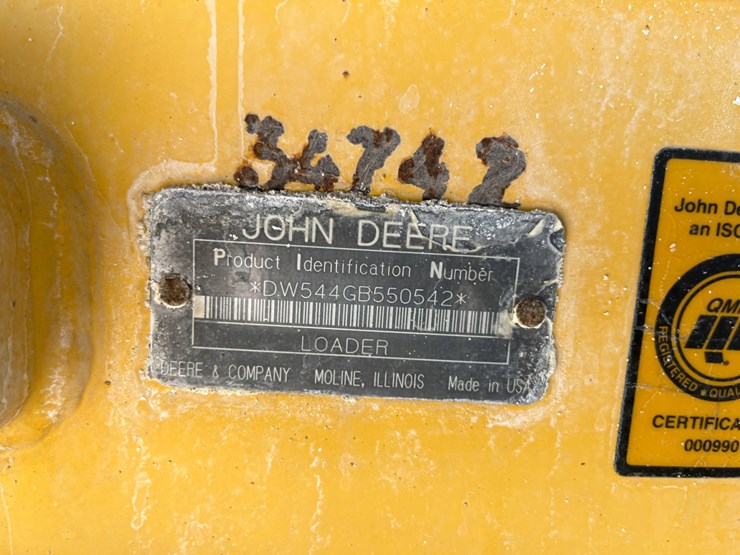 34742
JOHN DEERE
Product Identification Number
*DW544GB550542*
LOADER
DEERE & COMPANY MOLINE, ILLINOIS Made in USA
John De
an ISO
QMI
REGISTERED • QUAL
CERTIFICA
000990